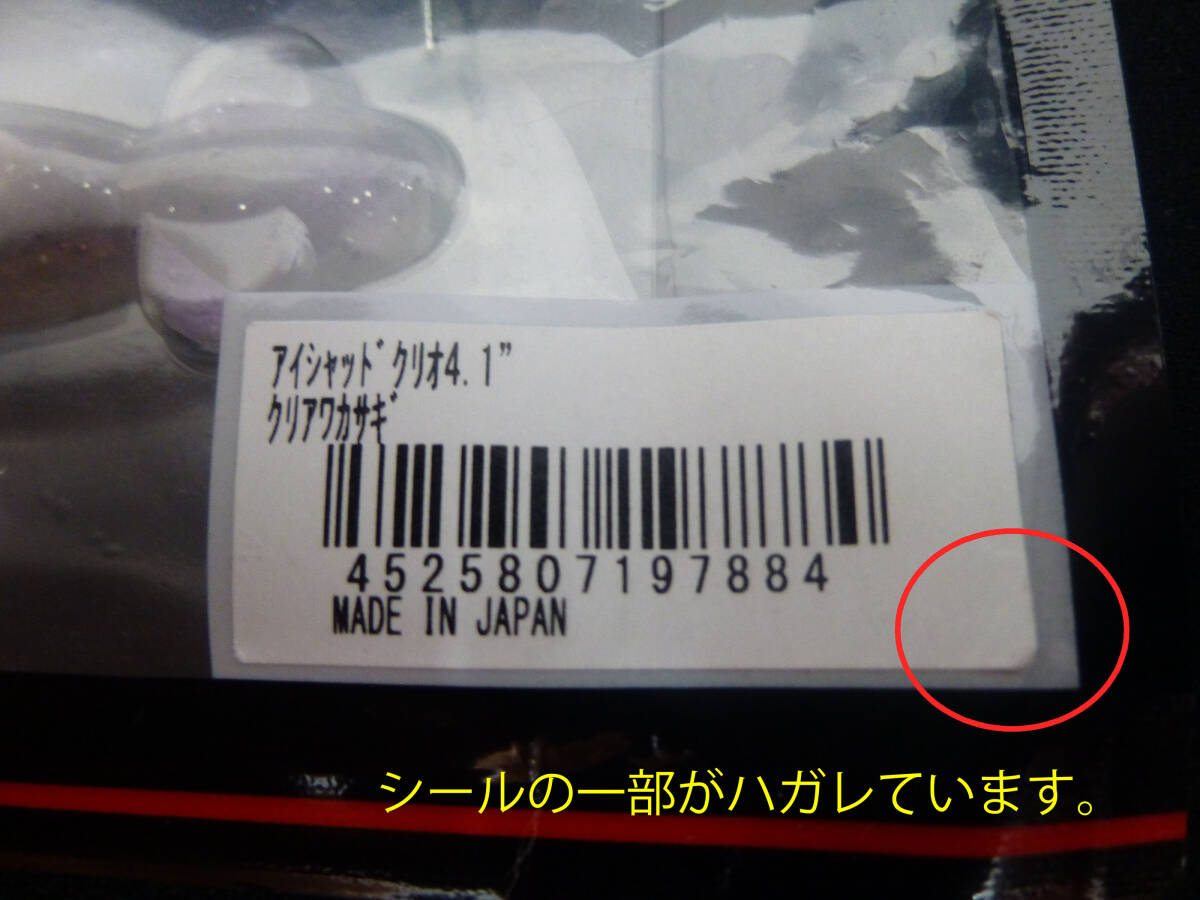 ｱｲｼｬｯﾄﾞｸﾘｵ4.1”
ｸﾘｱﾜｶｻｷﾞ
4525807197884
MADE IN JAPAN
シールの一部がハガレています。